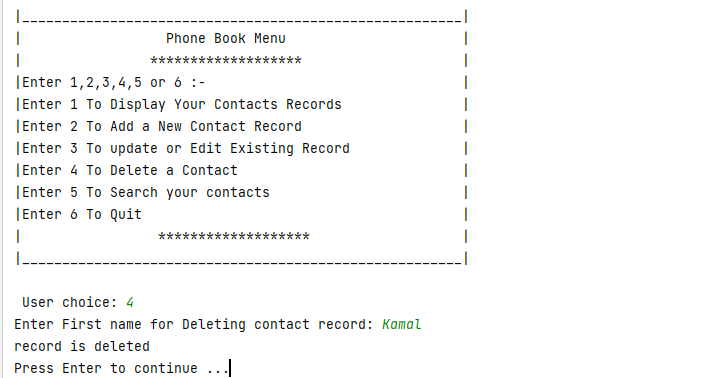 |_______________________________________________________|
| Phone Book Menu |
| ******************* |
|Enter 1,2,3,4,5 or 6 :- |
|Enter 1 To Display Your Contacts Records |
|Enter 2 To Add a New Contact Record |
|Enter 3 To update or Edit Existing Record |
|Enter 4 To Delete a Contact |
|Enter 5 To Search your contacts |
|Enter 6 To Quit |
| ******************* |
|_______________________________________________________|
User choice: 4
Enter First name for Deleting contact record: Kamal
record is deleted
Press Enter to continue ...